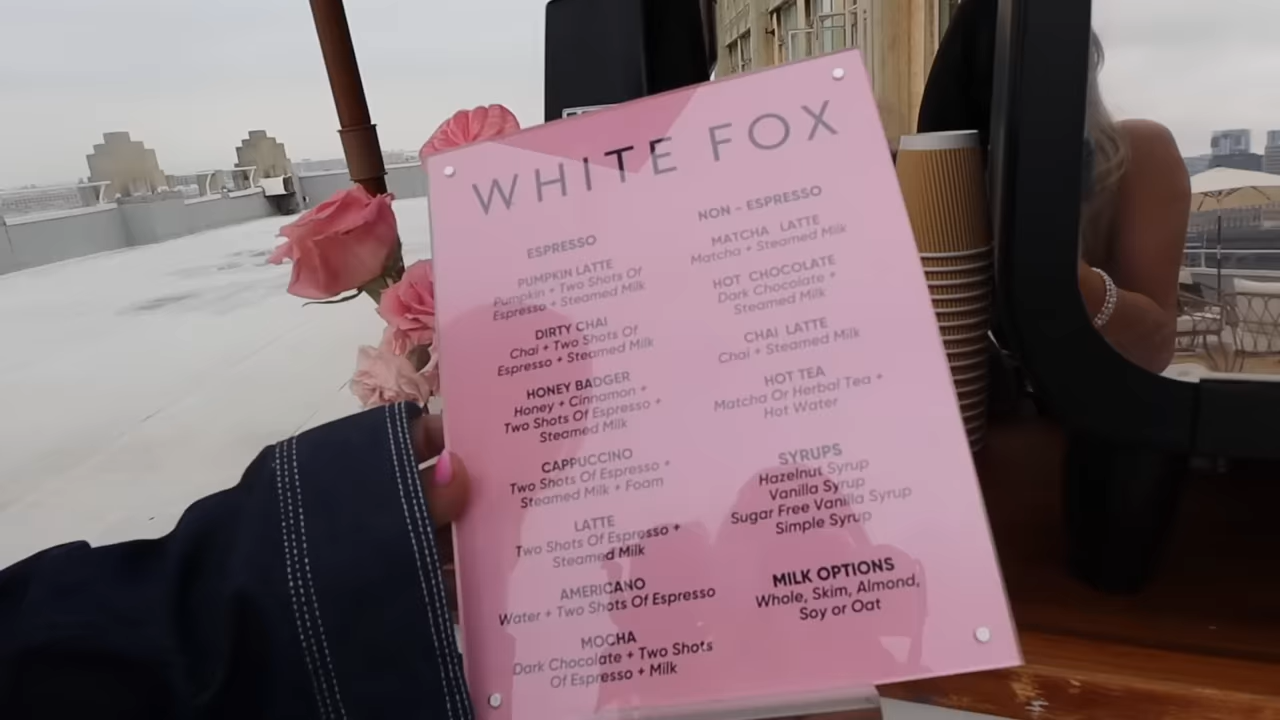 WHITE FOX
ESPRESSO
PUMPKIN LATTE
Pumpkin + Two Shots Of
Espresso + Steamed Milk
DIRTY CHAI
Chai + Two Shots Of
Espresso + Steamed Milk
HONEY BADGER
Honey + Cinnamon +
Two Shots Of Espresso +
Steamed Milk
CAPPUCCINO
Two Shots Of Espresso +
Steamed Milk + Foam
LATTE
Two Shots Of Espresso +
Steamed Milk
AMERICANO
Water + Two Shots Of Espresso
MOCHA
Dark Chocolate + Two Shots
Of Espresso + Milk
NON - ESPRESSO
MATCHA LATTE
Matcha + Steamed Milk
HOT CHOCOLATE
Dark Chocolate +
Steamed Milk
CHAI LATTE
Chai + Steamed Milk
HOT TEA
Matcha Or Herbal Tea +
Hot Water
SYRUPS
Hazelnut Syrup
Vanilla Syrup
Sugar Free Vanilla Syrup
Simple Syrup
MILK OPTIONS
Whole, Skim, Almond,
Soy or Oat